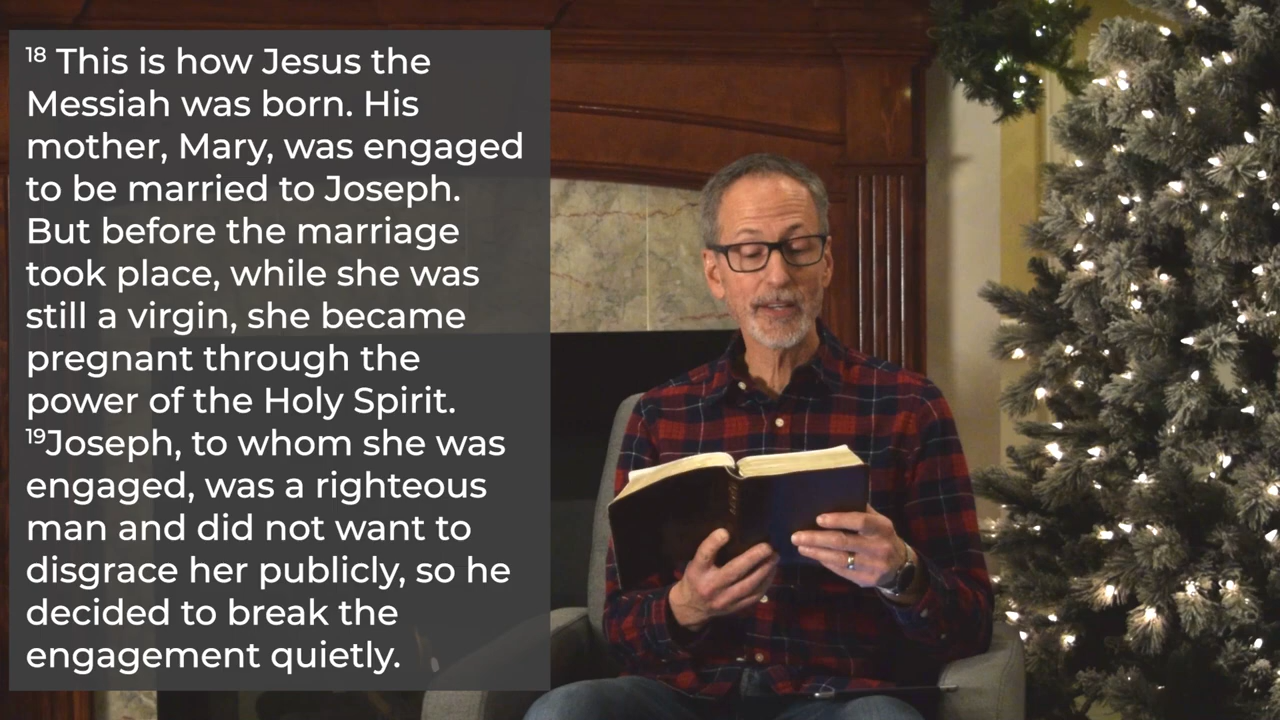 18 This is how Jesus the
Messiah was born. His
mother, Mary, was engaged
to be married to Joseph.
But before the marriage
took place, while she was
still a virgin, she became
pregnant through the
power of the Holy Spirit.
19Joseph, to whom she was
engaged, was a righteous
man and did not want to
disgrace her publicly, so he
decided to break the
engagement quietly.